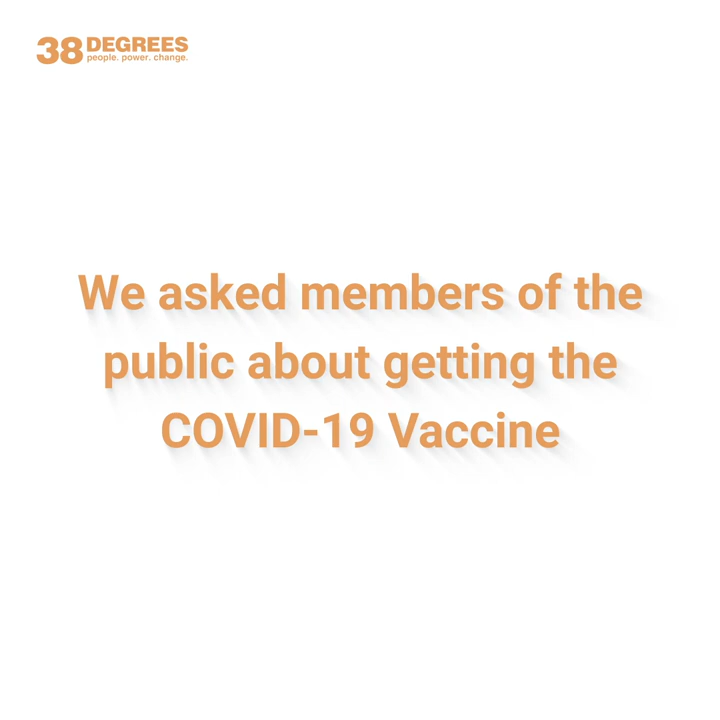 38 DEGREES
people. power. change.
We asked members of the
public about getting the
COVID-19 Vaccine